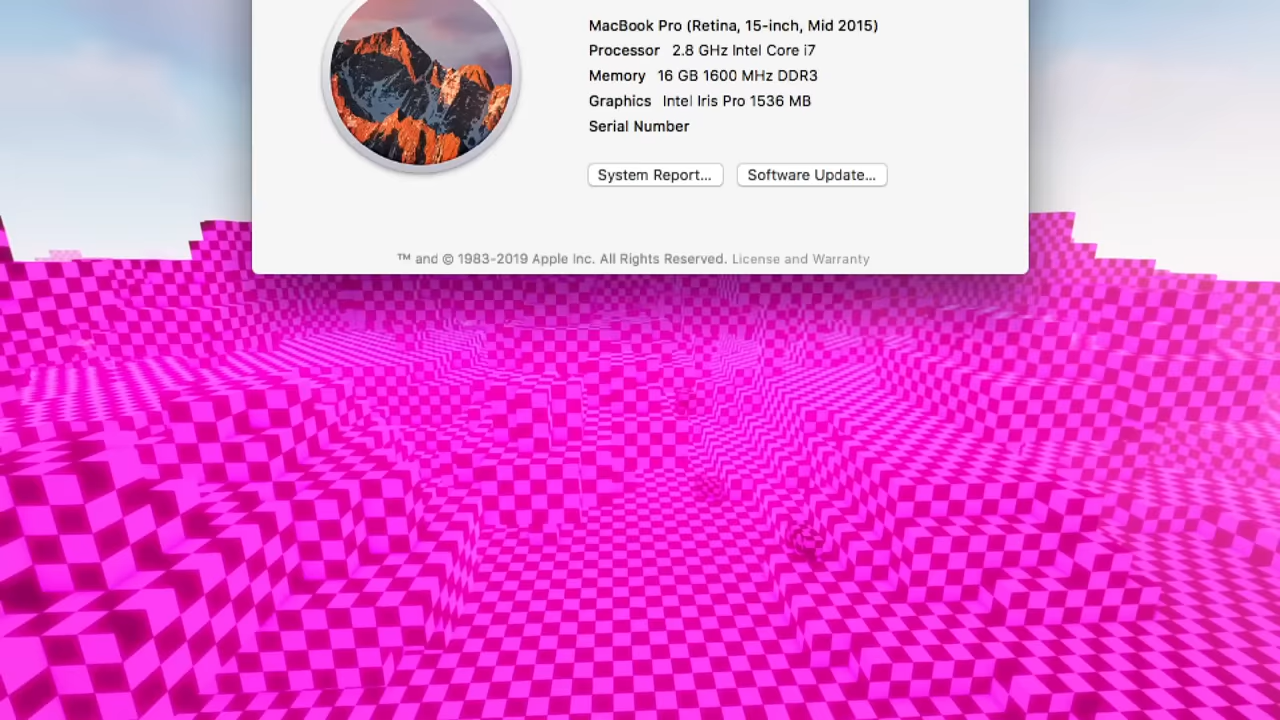 MacBook Pro (Retina, 15-inch, Mid 2015)
Processor 2.8 GHz Intel Core i7
Memory 16 GB 1600 MHz DDR3
Graphics Intel Iris Pro 1536 MB
Serial Number
System Report... Software Update...
™ and © 1983-2019 Apple Inc. All Rights Reserved. License and Warranty